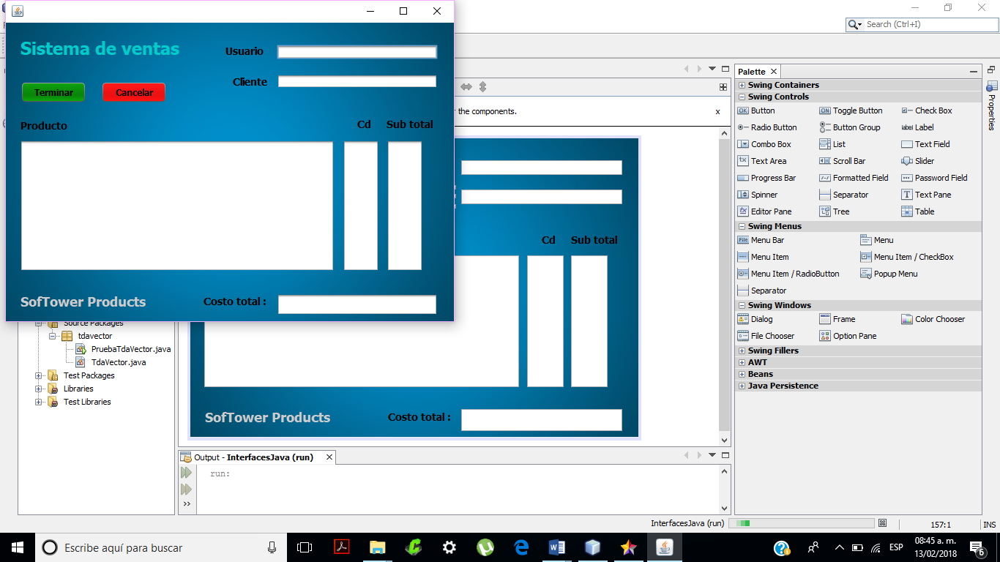 Sistema de ventas
Usuario
Cliente
Terminar
Cancelar
Producto
Cd
Sub total
SofTower Products
Costo total :
Search (Ctrl+I)
r the components.
x
Cd
Sub total
SofTower Products
Costo total :
Source Packages
tdavector
PruebaTdaVector.java
TdaVector.java
Test Packages
Libraries
Test Libraries
Output - InterfacesJava (run)
run:
Palette
Swing Containers
Swing Controls
OK Button
ON Toggle Button
Check Box
Radio Button
Button Group
label Label
Combo Box
List
Text Field
tx Text Area
Scroll Bar
Slider
Progress Bar
Formatted Field
Password Field
Spinner
Separator
T Text Pane
fx Editor Pane
Tree
Table
Swing Menus
File Menu Bar
Menu
Menu Item
Menu Item / CheckBox
Menu Item / RadioButton
Popup Menu
Separator
Swing Windows
Dialog
Frame
Color Chooser
File Chooser
Option Pane
Swing Fillers
AWT
Beans
Java Persistence
Properties
InterfacesJava (run)
157:1
INS
Escribe aquí para buscar
ESP
08:45 a. m.
13/02/2018
6